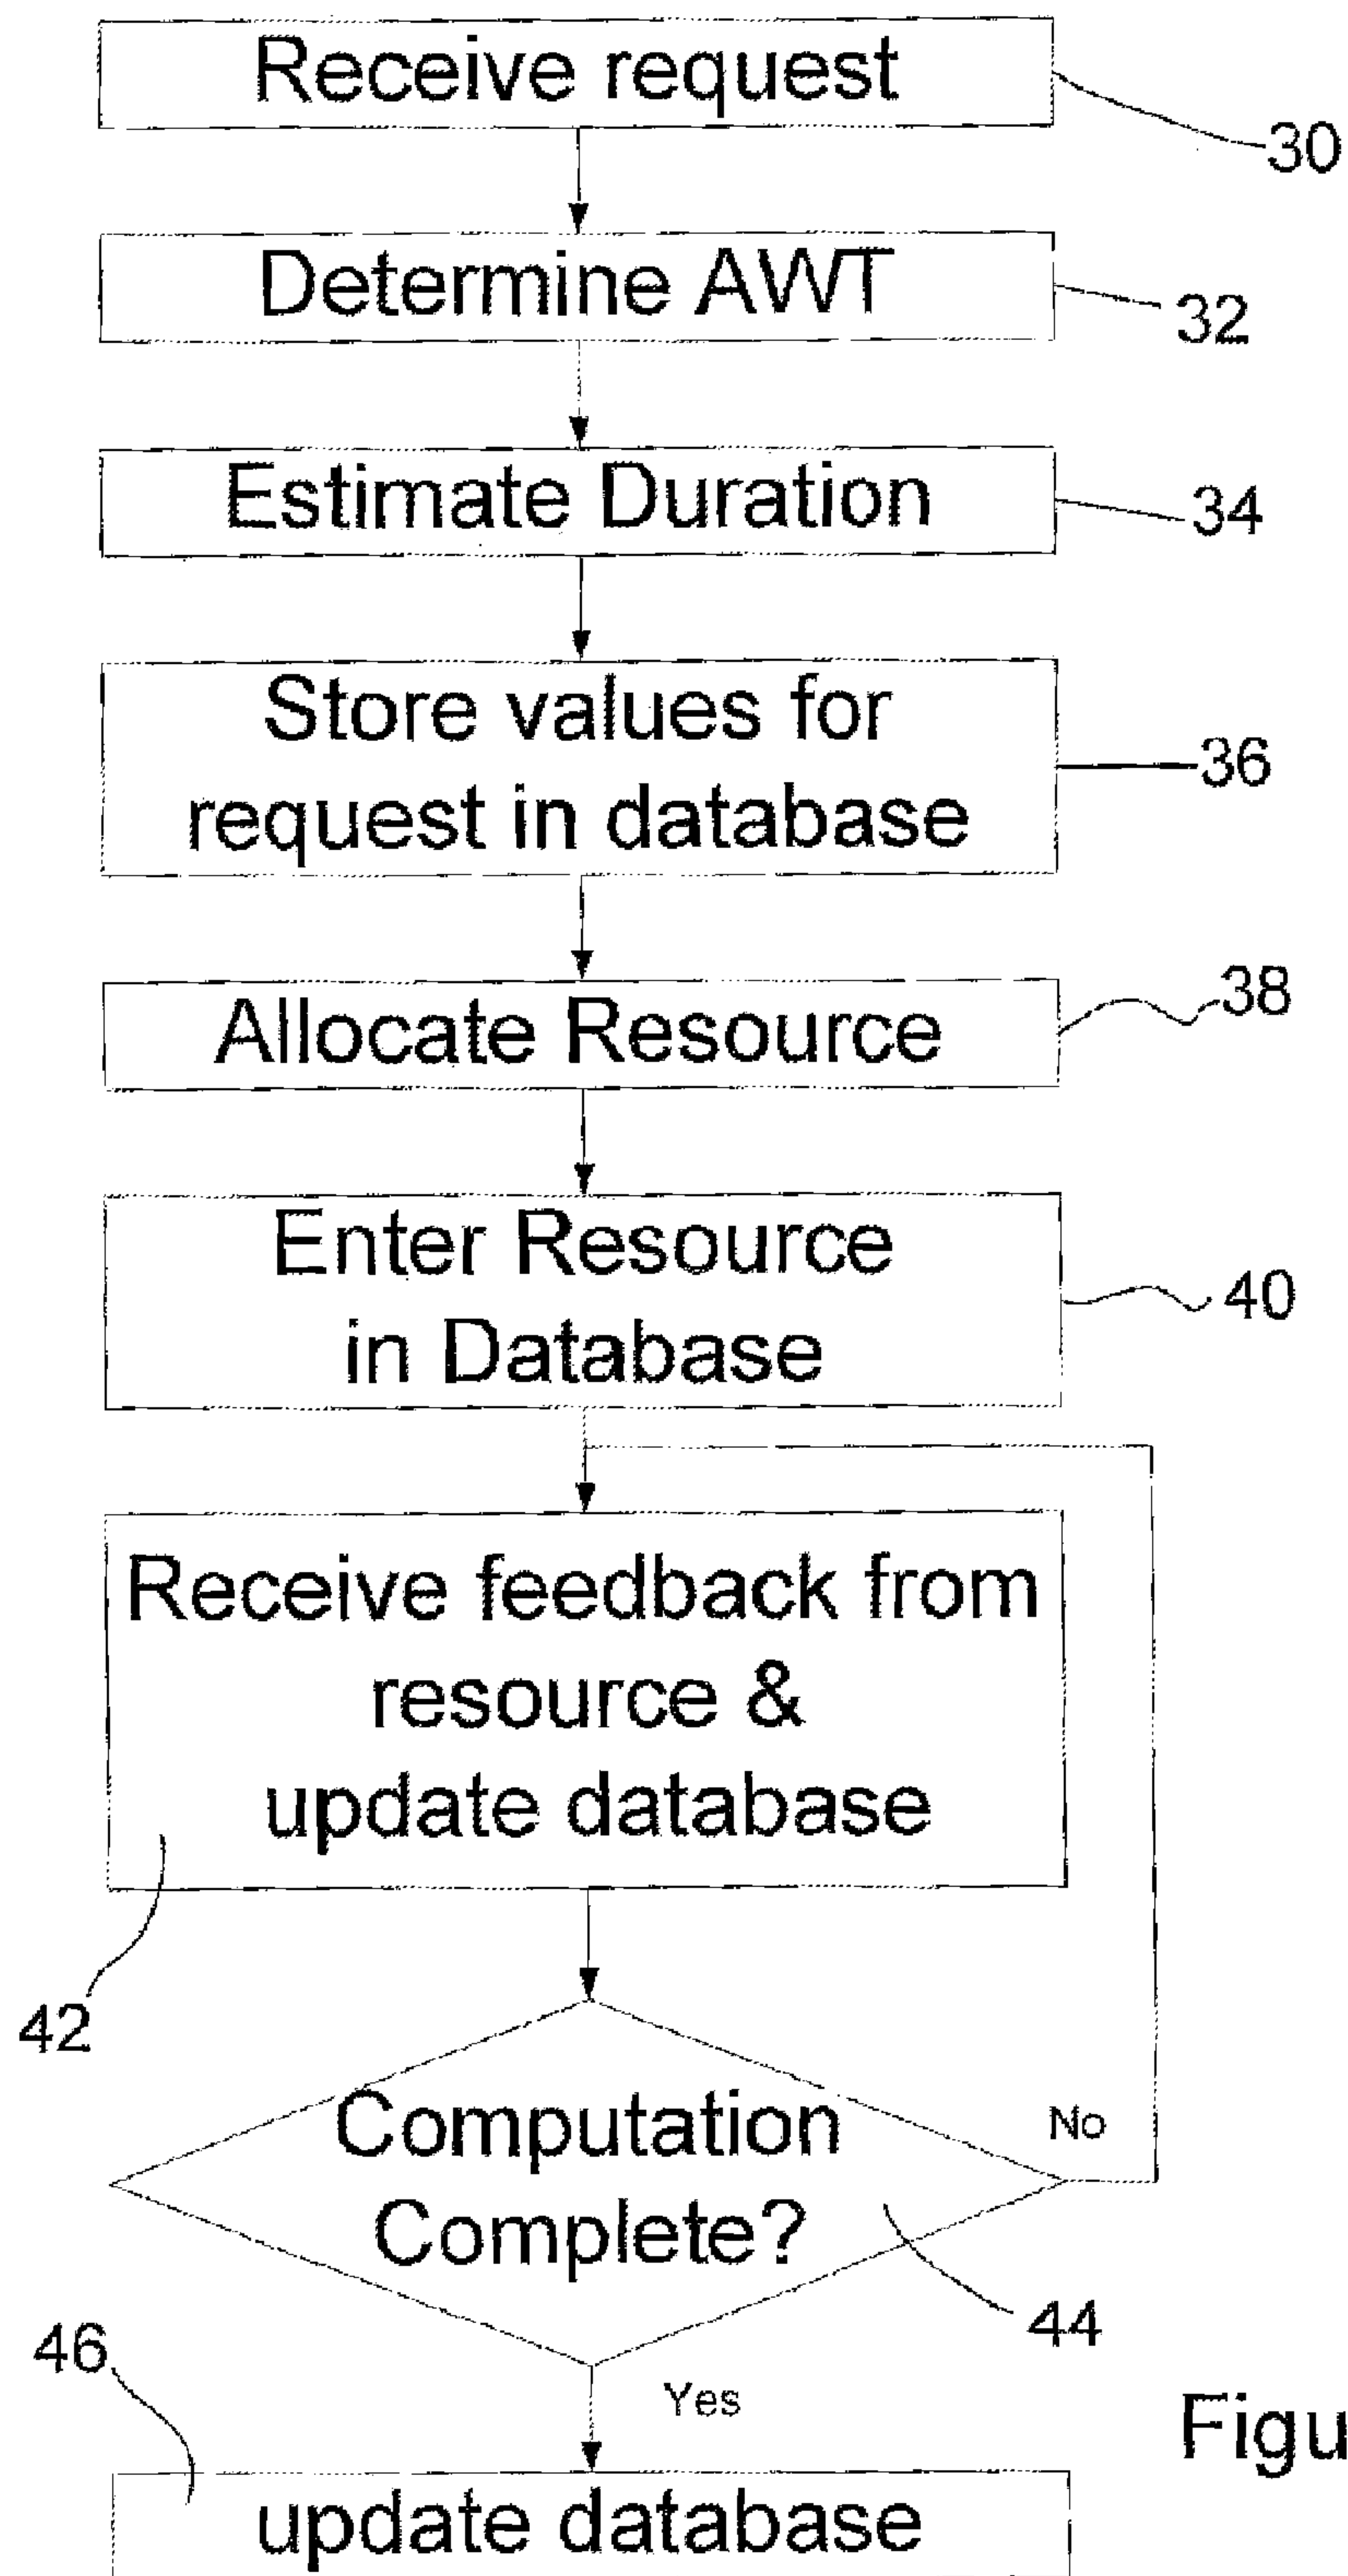 Receive request
30
Determine AWT
32
Estimate Duration
34
Store values for
request in database
36
Allocate Resource
38
Enter Resource
in Database
40
Receive feedback from
resource &
update database
42
Computation
Complete?
No
44
46
Yes
Figu
update database